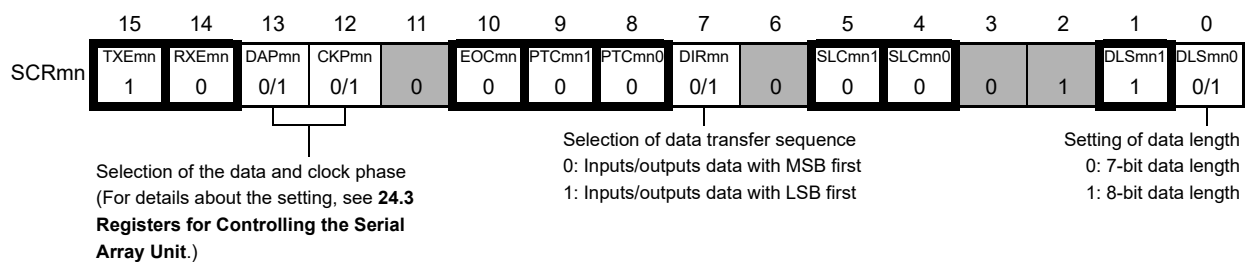 15 14 13 12 11 10 9 8 7 6 5 4 3 2 1 0
SCRmn
TXEmn RXEmn DAPmn CKPmn EOCmn PTCmn1 PTCmn0 DIRmn SLCmn1 SLCmn0 DLSmn1 DLSmn0
1 0 0/1 0/1 0 0 0 0 0/1 0 0 0 0 1 1 0/1
Selection of the data and clock phase
(For details about the setting, see 24.3
Registers for Controlling the Serial
Array Unit.)
Selection of data transfer sequence
0: Inputs/outputs data with MSB first
1: Inputs/outputs data with LSB first
Setting of data length
0: 7-bit data length
1: 8-bit data length